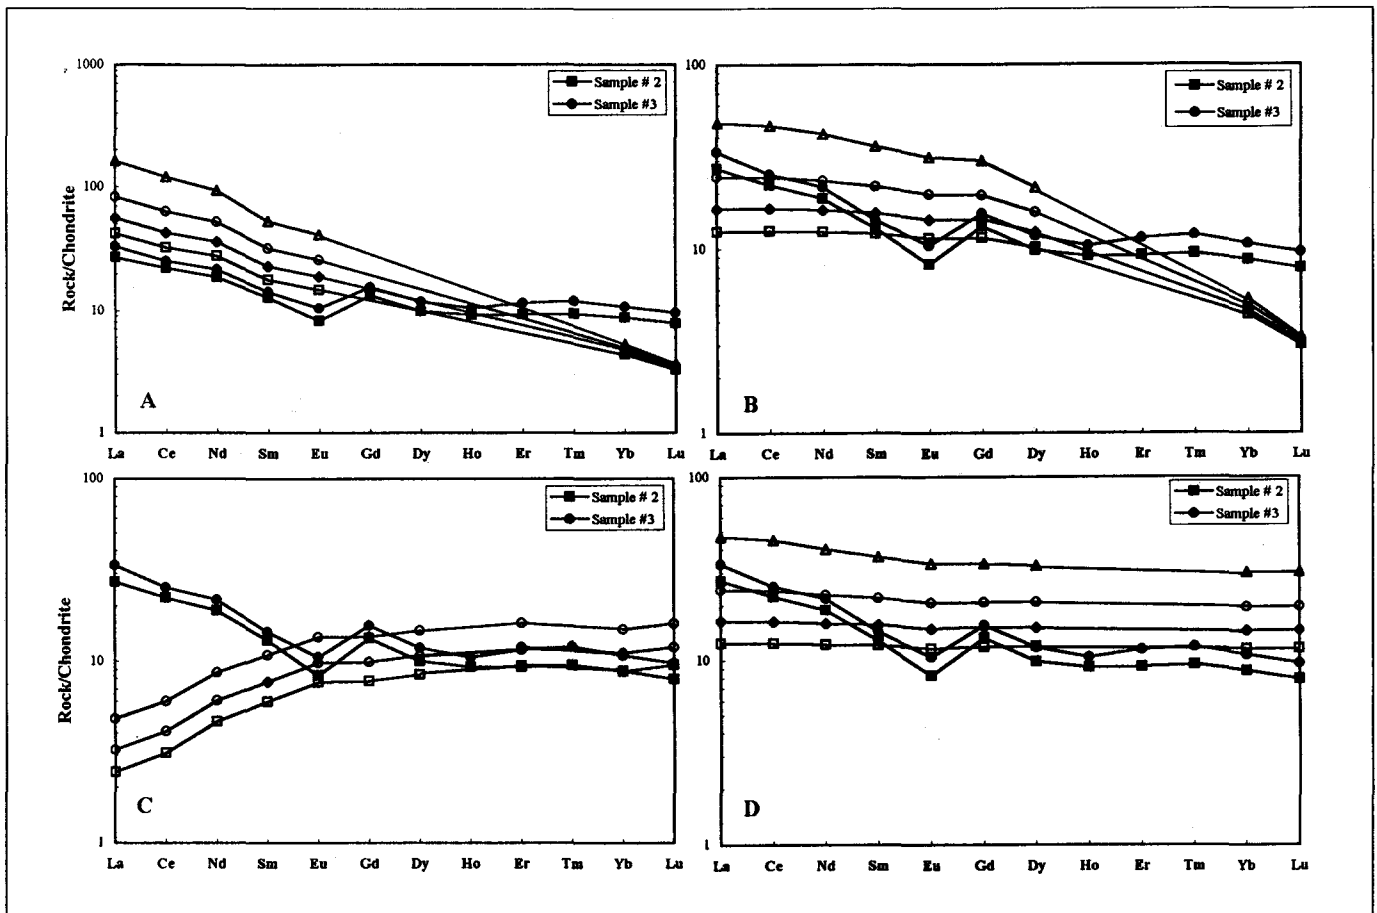 1000
Sample # 2
Sample #3
100
Rock/Chondrite
10
A
1
La Ce Nd Sm Eu Gd Dy Ho Er Tm Yb Lu
100
Sample # 2
Sample #3
10
B
1
La Ce Nd Sm Eu Gd Dy Ho Er Tm Yb Lu
100
Sample # 2
Sample #3
Rock/Chondrite
10
C
1
La Ce Nd Sm Eu Gd Dy Ho Er Tm Yb Lu
100
Sample # 2
Sample #3
10
D
1
La Ce Nd Sm Eu Gd Dy Ho Er Tm Yb Lu